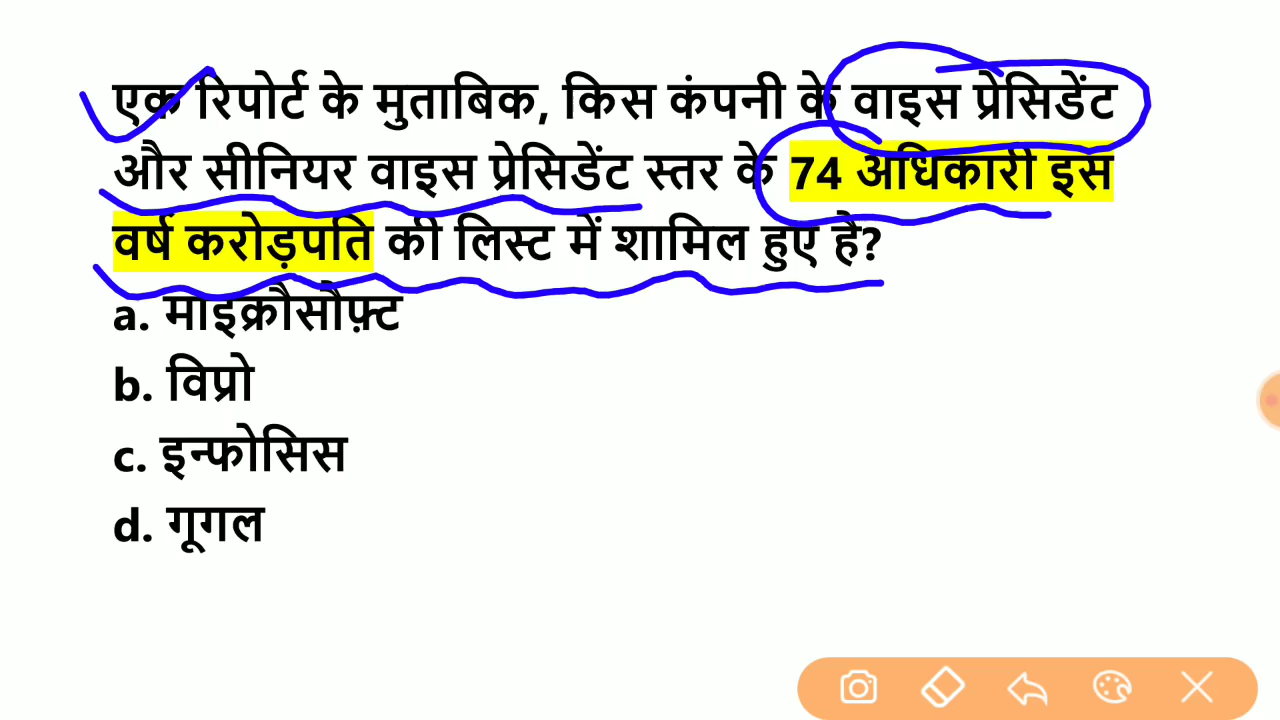 एक रिपोर्ट के मुताबिक, किस कंपनी के वाइस प्रेसिडेंट
और सीनियर वाइस प्रेसिडेंट स्तर के 74 अधिकारी इस
वर्ष करोड़पति की लिस्ट में शामिल हुए है?
a. माइक्रौसौफ़्ट
b. विप्रो
c. इन्फोसिस
d. गूगल